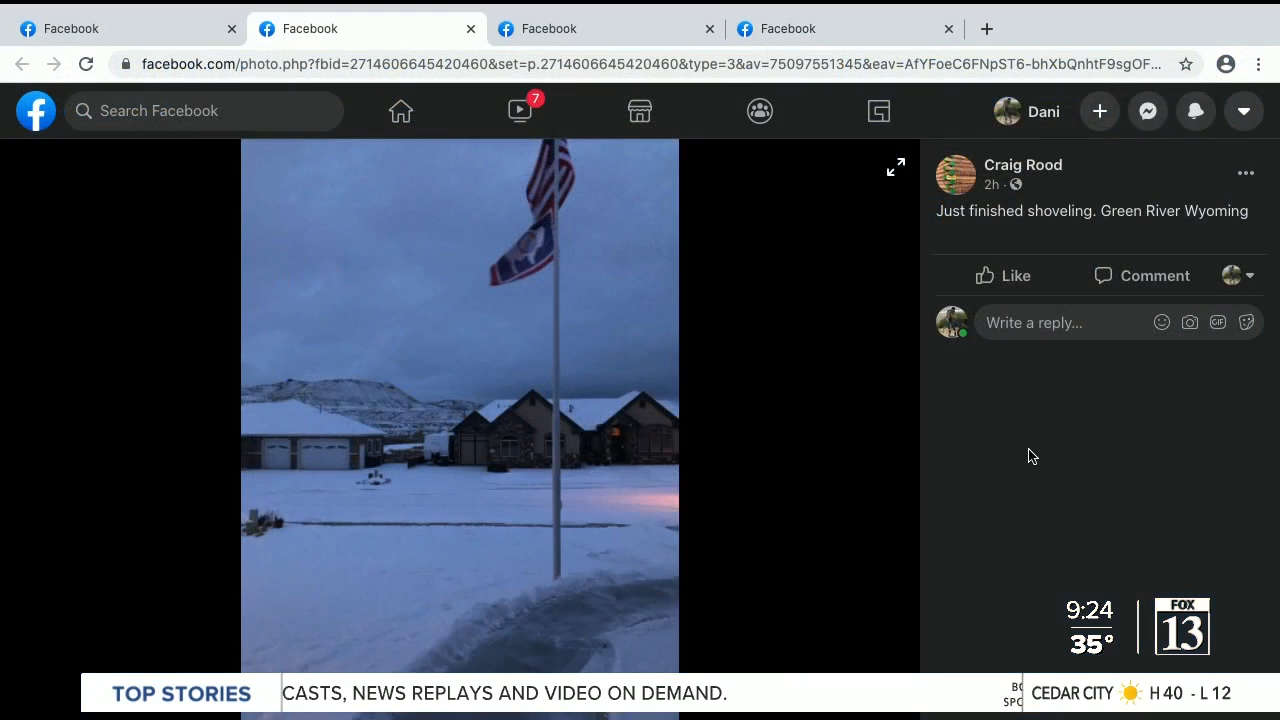 Facebook
Facebook
Facebook
Facebook
facebook.com/photo.php?fbid=2714606645420460&set=p.2714606645420460&type=3&av=75097551345&eav=AfYFoeC6FNpST6-bhXbQnhtF9sgOF...
Search Facebook
7
Dani
Craig Rood
2h
Just finished shoveling. Green River Wyoming
Like
Comment
Write a reply...
GIF
9:24
35°
FOX
13
TOP STORIES
CASTS, NEWS REPLAYS AND VIDEO ON DEMAND.
CEDAR CITY H 40 - L 12